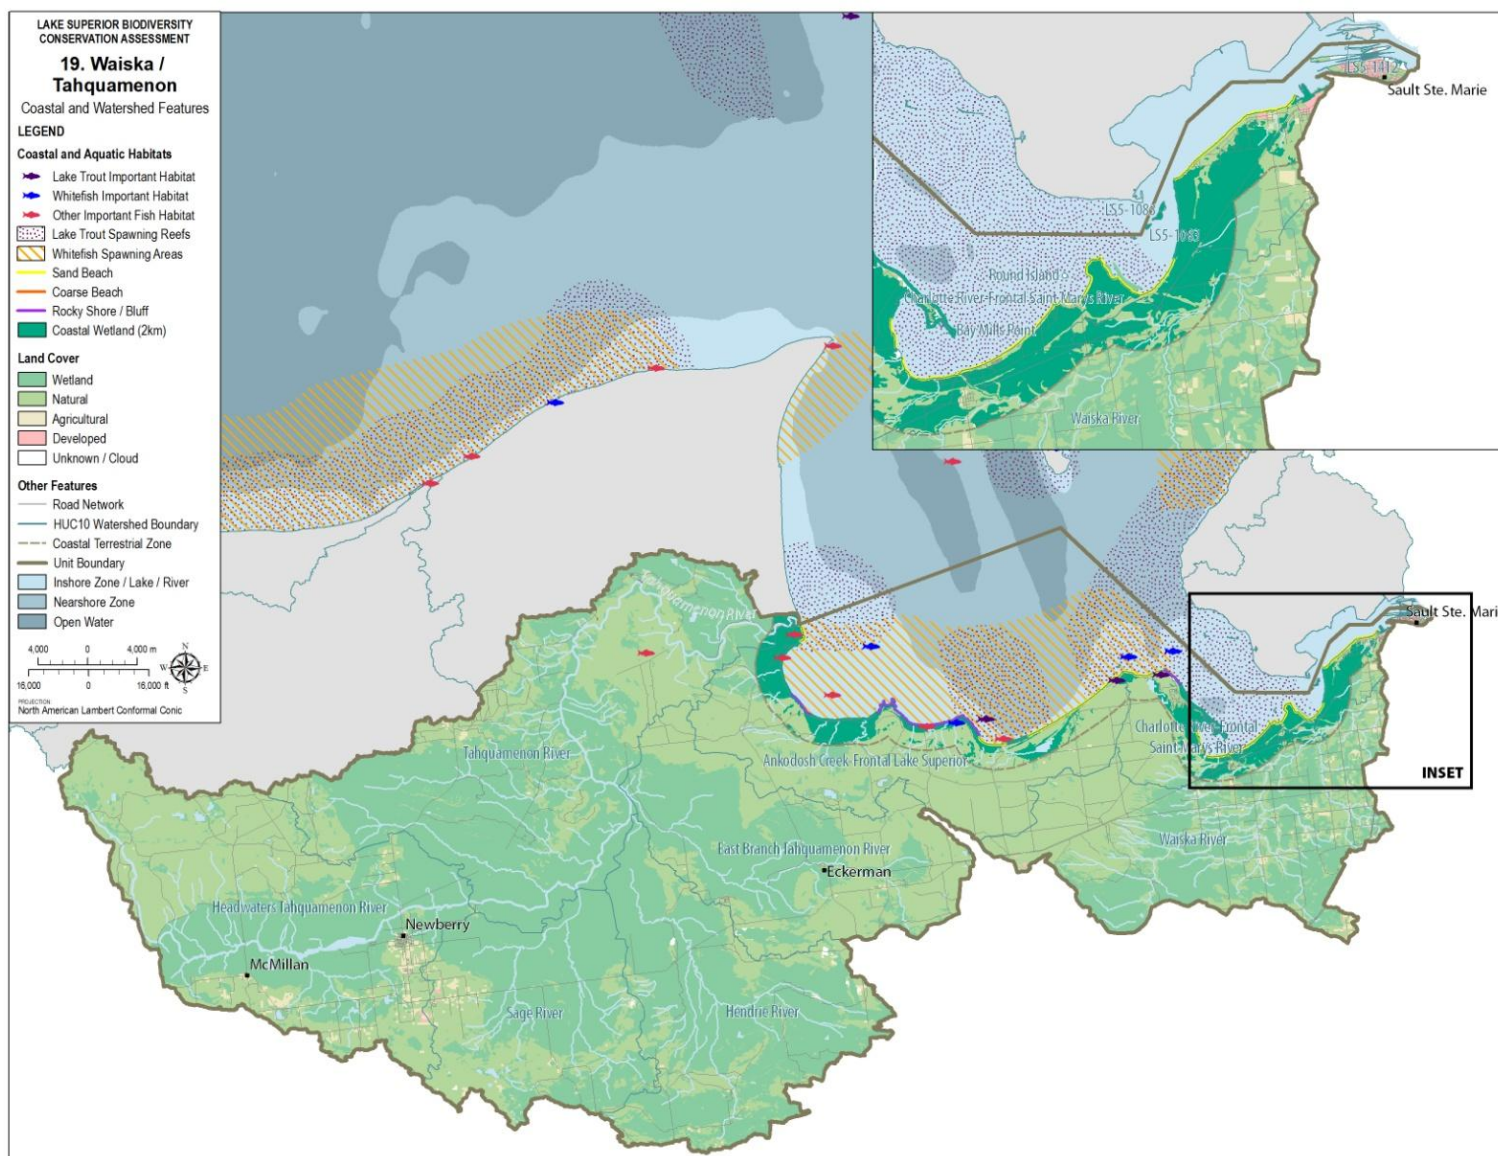 LAKE SUPERIOR BIODIVERSITY
CONSERVATION ASSESSMENT
19. Waiska /
Tahquamenon
Coastal and Watershed Features
LEGEND
Coastal and Aquatic Habitats
Lake Trout Important Habitat
Whitefish Important Habitat
Other Important Fish Habitat
Lake Trout Spawning Reefs
Whitefish Spawning Areas
Sand Beach
Coarse Beach
Rocky Shore / Bluff
Coastal Wetland (2km)
Land Cover
Wetland
Natural
Agricultural
Developed
Unknown / Cloud
Other Features
Road Network
HUC10 Watershed Boundary
Coastal Terrestrial Zone
Unit Boundary
Inshore Zone / Lake / River
Nearshore Zone
Open Water
4,000 0 4,000 m
16,000 0 16,000 ft
N
W E
S
PROJECTION:
North American Lambert Conformal Conic
LS5-1412
Sault Ste. Marie
LS5-1083
Round Island
Charlotte River-Frontal Saint-Marys River
Bay Mills Point
Waiska River
Tahquamenon River
Sault Ste. Mari
Charlotte River-Frontal
Saint-Marys River
INSET
Tahquamenon River
Ankodosh Creek-Frontal Lake Superior
Waiska River
East Branch Tahquamenon River
Eckerman
Headwaters Tahquamenon River
Newberry
McMillan
Sage River
Hendrie River